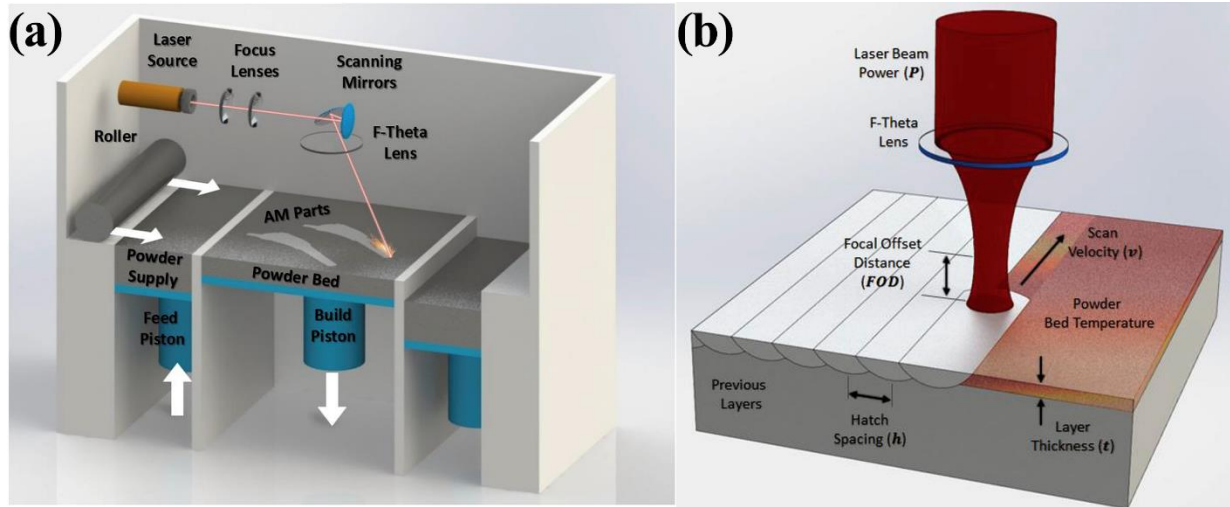 (a)
Laser
Source
Focus
Lenses
Scanning
Mirrors
F-Theta
Lens
Roller
AM Parts
Powder
Supply
Powder Bed
Feed
Piston
Build
Piston
(b)
Laser Beam
Power (P)
F-Theta
Lens
Focal Offset
Distance
(FOD)
Scan
Velocity (v)
Powder
Bed Temperature
Previous
Layers
Hatch
Spacing (h)
Layer
Thickness (t)